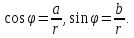 cos φ = a/r, sin φ = b/r.